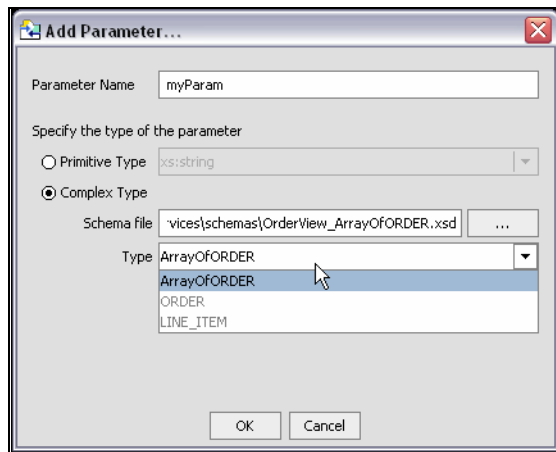 Add Parameter...
Parameter Name myParam
Specify the type of the parameter
Primitive Type xs:string
Complex Type
Schema file vices\schemas\OrderView_ArrayOfORDER.xsd ...
Type ArrayOfORDER
ArrayOfORDER
ORDER
LINE_ITEM
OK Cancel